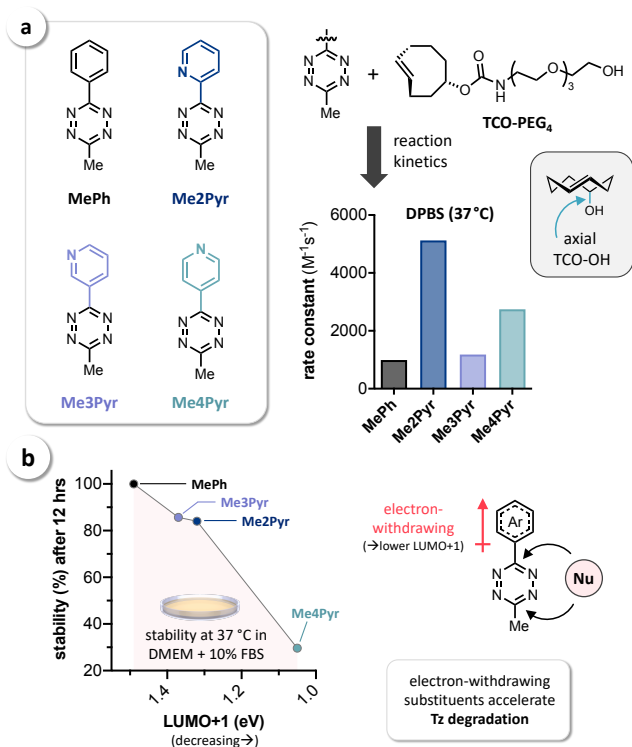 a
N
N N
N N
Me
MePh
N N
N N
Me
Me2Pyr
N
N N
N N
Me
Me3Pyr
N
N N
N N
Me
Me4Pyr
N N
N N
Me
+
O
O N
H
O
3
OH
TCO-PEG4
reaction
kinetics
OH
axial
TCO-OH
DPBS (37 °C)
rate constant (M⁻¹s⁻¹)
6000
4000
2000
0
MePh
Me2Pyr
Me3Pyr
Me4Pyr
b
stability (%) after 12 hrs
100
80
60
40
20
MePh
Me3Pyr
Me2Pyr
Me4Pyr
stability at 37 °C in
DMEM + 10% FBS
1.4
1.2
1.0
LUMO+1 (eV)
(decreasing→)
electron-
withdrawing
(→lower LUMO+1)
Ar
N N
N N
Me
Nu
electron-withdrawing
substituents accelerate
Tz degradation